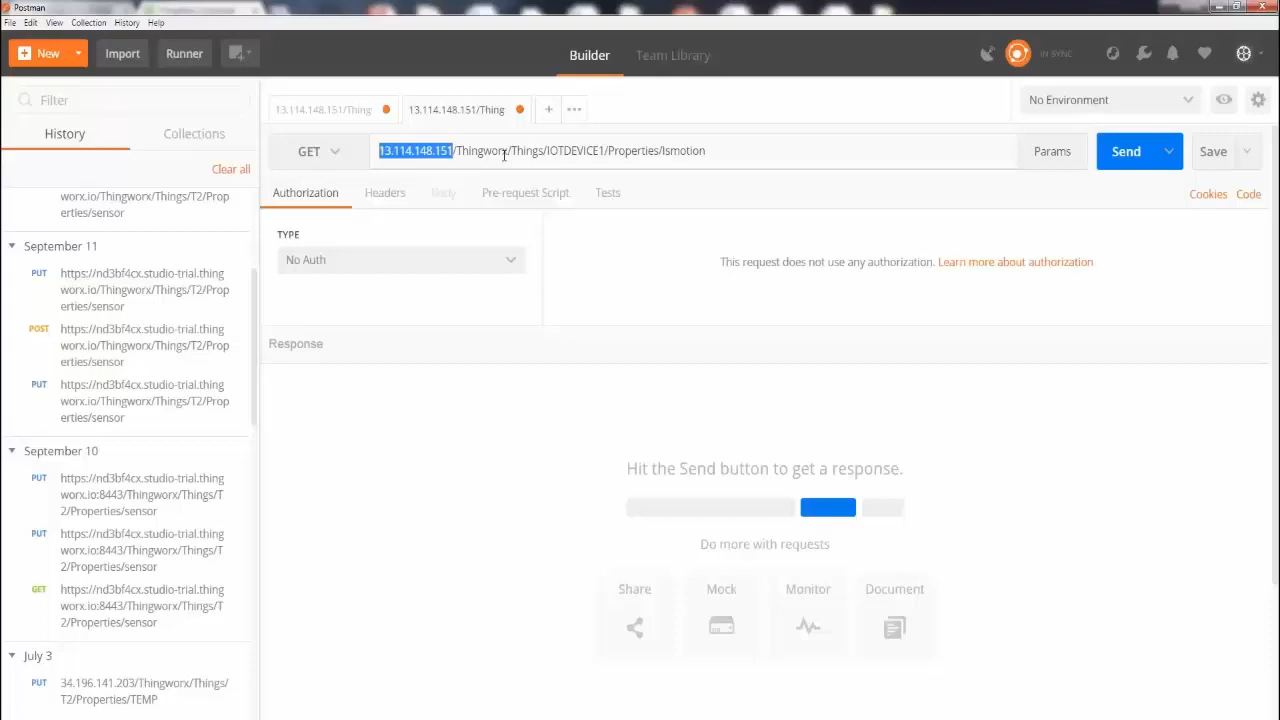 Postman
File Edit View Collection History Help
New Import Runner Builder Team Library IN SYNC
Filter
History Collections
Clear all
worx.io/Thingworx/Things/T2/Prop
erties/sensor
September 11
PUT https://nd3bf4cx.studio-trial.thing
worx.io/Thingworx/Things/T2/Prop
erties/sensor
POST https://nd3bf4cx.studio-trial.thing
worx.io/Thingworx/Things/T2/Prop
erties/sensor
PUT https://nd3bf4cx.studio-trial.thing
worx.io/Thingworx/Things/T2/Prop
erties/sensor
September 10
PUT https://nd3bf4cx.studio-trial.thing
worx.io:8443/Thingworx/Things/T
2/Properties/sensor
PUT https://nd3bf4cx.studio-trial.thing
worx.io:8443/Thingworx/Things/T
2/Properties/sensor
GET https://nd3bf4cx.studio-trial.thing
worx.io:8443/Thingworx/Things/T
2/Properties/sensor
July 3
PUT 34.196.141.203/Thingworx/Things/
T2/Properties/TEMP
13.114.148.151/Thing 13.114.148.151/Thing No Environment
GET 13.114.148.151/Thingworx/Things/IOTDEVICE1/Properties/Ismotion Params Send Save
Authorization Headers Body Pre-request Script Tests Cookies Code
TYPE
No Auth
This request does not use any authorization. Learn more about authorization
Response
Hit the Send button to get a response.
Do more with requests
Share Mock Monitor Document